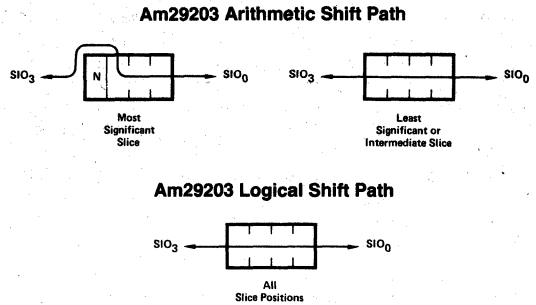 Am29203 Arithmetic Shift Path
SIO3 N SIO0
Most
Significant
Slice
SIO3 SIO0
Least
Significant or
Intermediate Slice
Am29203 Logical Shift Path
SIO3 SIO0
All
Slice Positions